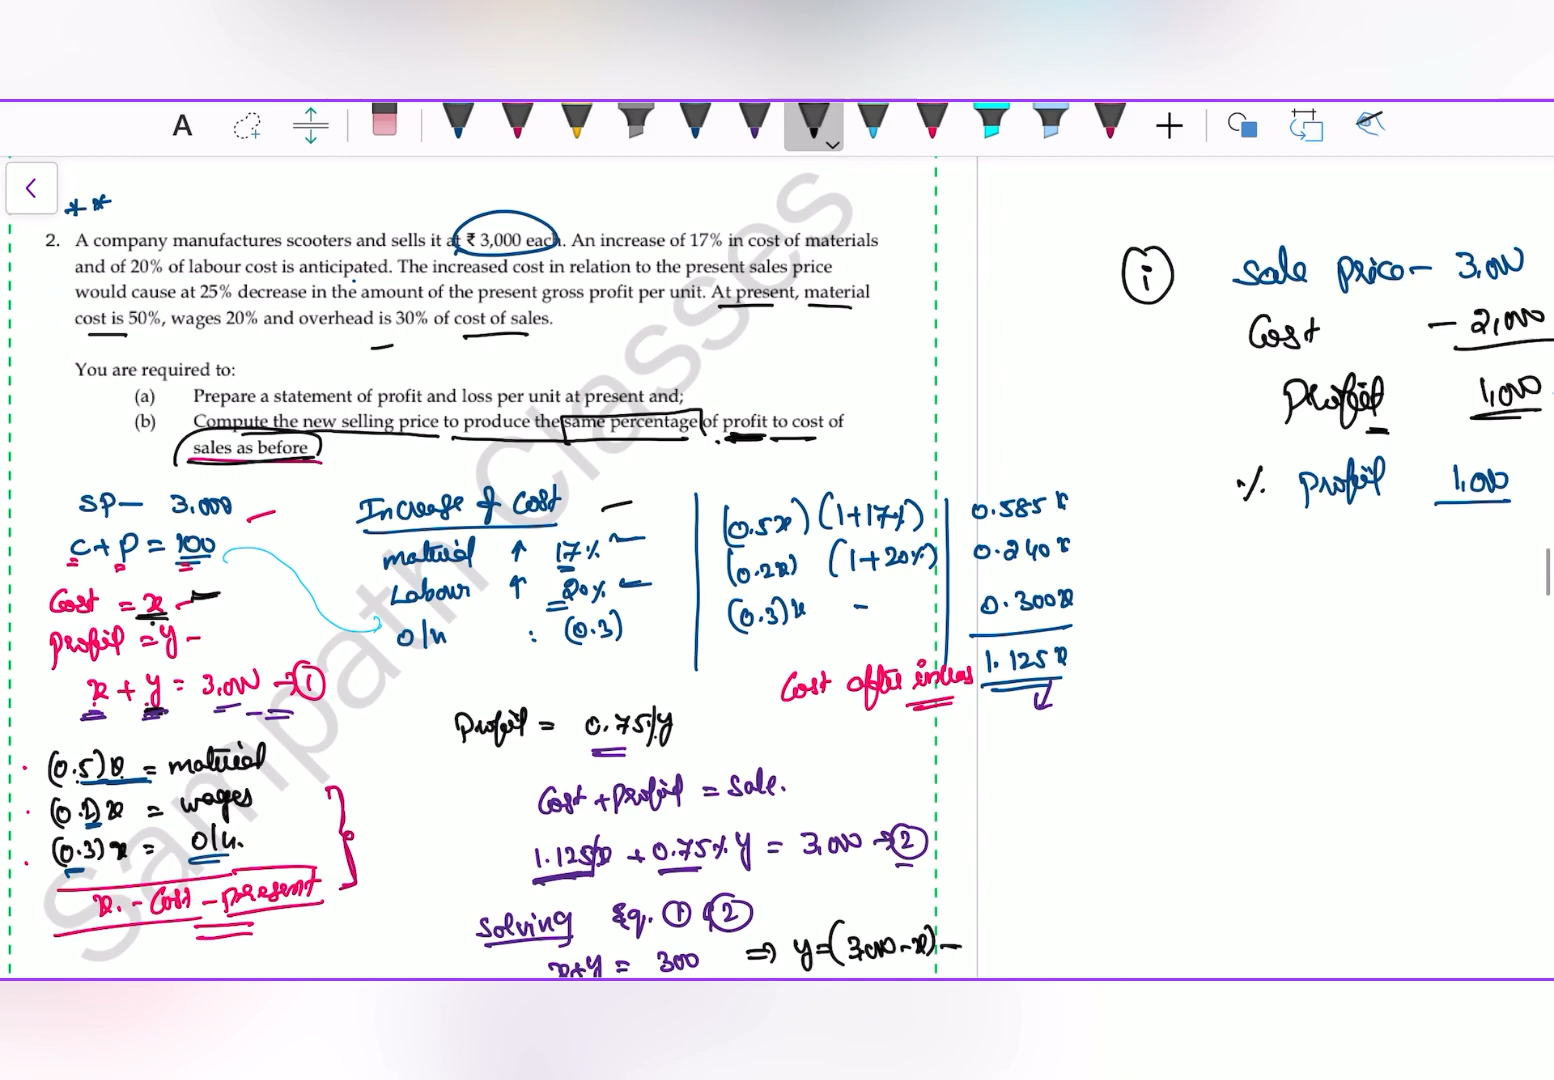 A
**
2. A company manufactures scooters and sells it at ₹ 3,000 each. An increase of 17% in cost of materials
and of 20% of labour cost is anticipated. The increased cost in relation to the present sales price
would cause at 25% decrease in the amount of the present gross profit per unit. At present, material
cost is 50%, wages 20% and overhead is 30% of cost of sales.
You are required to:
(a) Prepare a statement of profit and loss per unit at present and;
(b) Compute the new selling price to produce the same percentage of profit to cost of
sales as before
SP - 3,000
C + P = 100
Cost = x
Profit = y
x + y = 3,000 → ①
(0.5)x = material
(0.2)x = wages
(0.3)x = O/h.
x. - Cost - present
Increase of Cost
material ↑ 17%
Labour ↑ 20%
O/h : (0.3)
(0.5x) (1+17%) 0.585x
(0.2x) (1+20%) 0.240x
(0.3)x - 0.300x
Cost after increas 1.125x
Profit = 0.75%y
Cost + Profit = Sale.
1.125x + 0.75% y = 3,000 → ②
Solving Eq. ① & ②
x+y = 300 ⇒ y = (3,000 - x) -
i
Sale price - 3,000
Cost - 2,000
Profit 1,000
% Profit 1,000
Sampath Classes